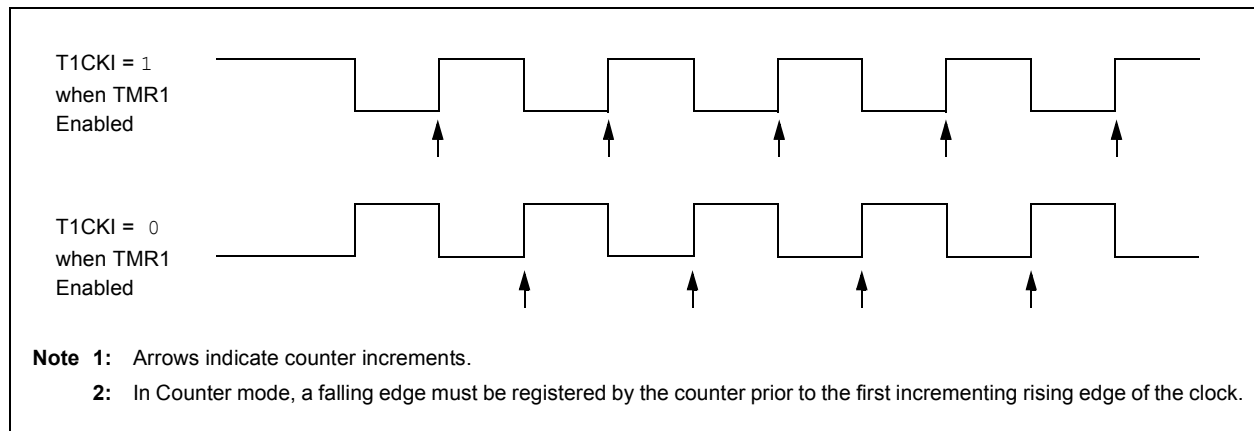 T1CKI = 1
when TMR1
Enabled
T1CKI = 0
when TMR1
Enabled
Note 1: Arrows indicate counter increments.
2: In Counter mode, a falling edge must be registered by the counter prior to the first incrementing rising edge of the clock.